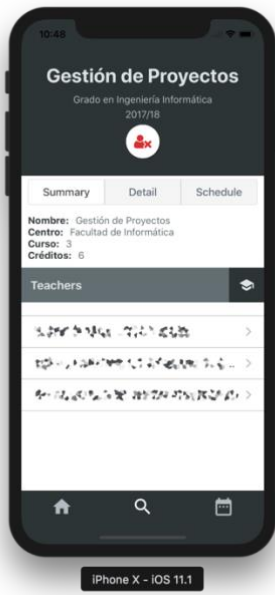 10:48
Gestión de Proyectos
Grado en Ingeniería Informática
2017/18
Summary Detail Schedule
Nombre: Gestión de Proyectos
Centro: Facultad de Informática
Curso: 3
Créditos: 6
Teachers
iPhone X - iOS 11.1